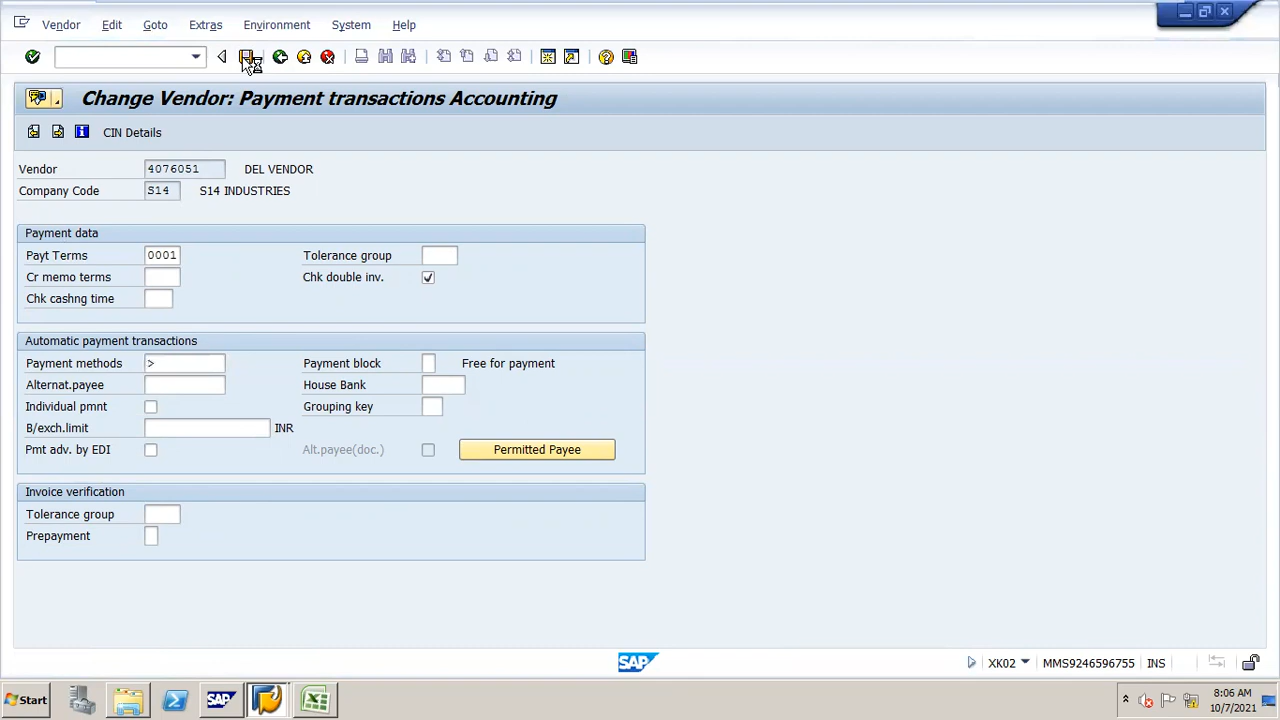 Vendor Edit Goto Extras Environment System Help
Change Vendor: Payment transactions Accounting
CIN Details
Vendor 4076051 DEL VENDOR
Company Code S14 S14 INDUSTRIES
Payment data
Payt Terms 0001 Tolerance group
Cr memo terms Chk double inv.
Chk cashng time
Automatic payment transactions
Payment methods > Payment block Free for payment
Alternat.payee House Bank
Individual pmnt Grouping key
B/exch.limit INR
Pmt adv. by EDI Alt.payee(doc.) Permitted Payee
Invoice verification
Tolerance group
Prepayment
SAP XK02 MMS9246596755 INS
Start SAP 8:06 AM
10/7/2021